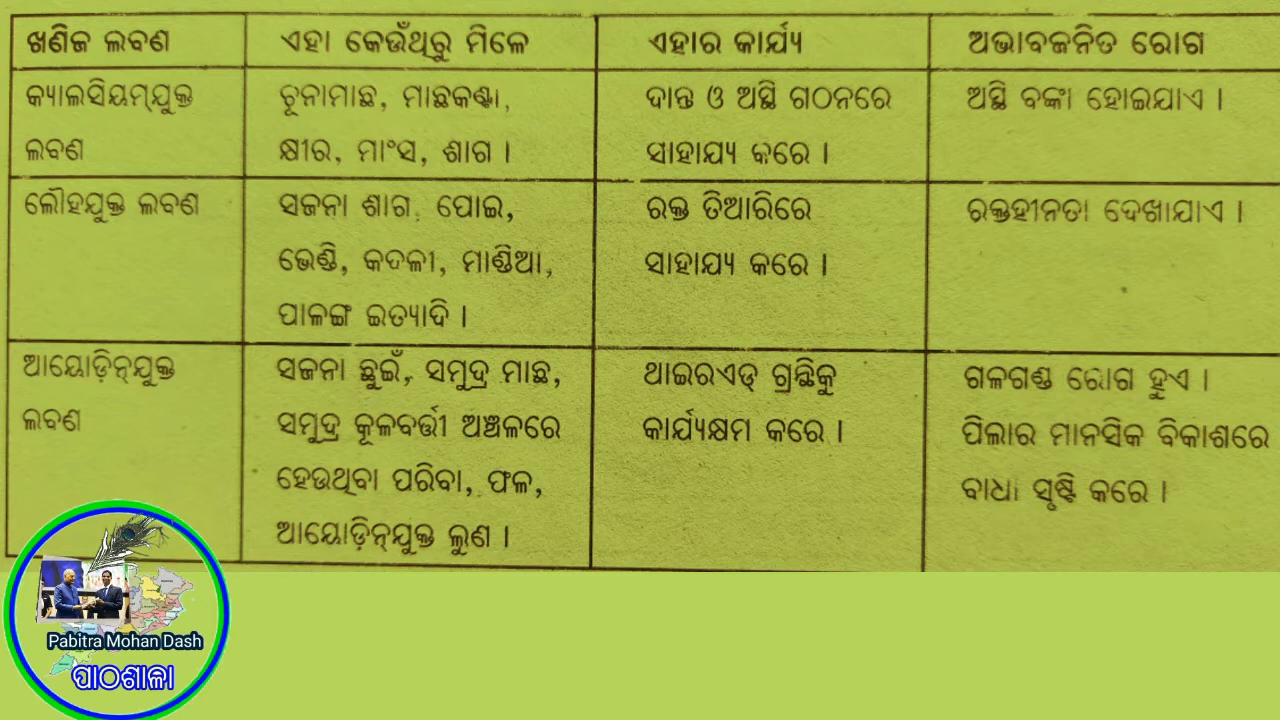 ଖଣିଜ ଲବଣ
ଏହା କେଉଁଥିରୁ ମିଳେ
ଏହାର କାର୍ଯ୍ୟ
ଅଭାବଜନିତ ରୋଗ
କ୍ୟାଲସିୟମ୍‌ଯୁକ୍ତ
ଲବଣ
ଚୂନାମାଛ, ମାଛକଣ୍ଟା,
କ୍ଷୀର, ମାଂସ, ଶାଗ ।
ଦାନ୍ତ ଓ ଅସ୍ଥି ଗଠନରେ
ସାହାଯ୍ୟ କରେ ।
ଅସ୍ଥି ବଙ୍କା ହୋଇଯାଏ ।
ଲୌହଯୁକ୍ତ ଲବଣ
ସଜନା ଶାଗ, ପୋଇ,
ଭେଣ୍ଡି, କଦଳୀ, ମାଣ୍ଡିଆ,
ପାଳଙ୍ଗ ଇତ୍ୟାଦି ।
ରକ୍ତ ତିଆରିରେ
ସାହାଯ୍ୟ କରେ ।
ରକ୍ତହୀନତା ଦେଖାଯାଏ ।
ଆୟୋଡ଼ିନ୍‌ଯୁକ୍ତ
ଲବଣ
ସଜନା ଛୁଇଁ, ସମୁଦ୍ର ମାଛ,
ସମୁଦ୍ର କୂଳବର୍ତ୍ତୀ ଅଞ୍ଚଳରେ
ହେଉଥିବା ପରିବା, ଫଳ,
ଆୟୋଡ଼ିନ୍‌ଯୁକ୍ତ ଲୁଣ ।
ଥାଇରଏଡ୍ ଗ୍ରନ୍ଥିକୁ
କାର୍ଯ୍ୟକ୍ଷମ କରେ ।
ଗଳଗଣ୍ଡ ରୋଗ ହୁଏ ।
ପିଲାର ମାନସିକ ବିକାଶରେ
ବାଧା ସୃଷ୍ଟି କରେ ।
Pabitra Mohan Dash
ପାଠଶାଳା